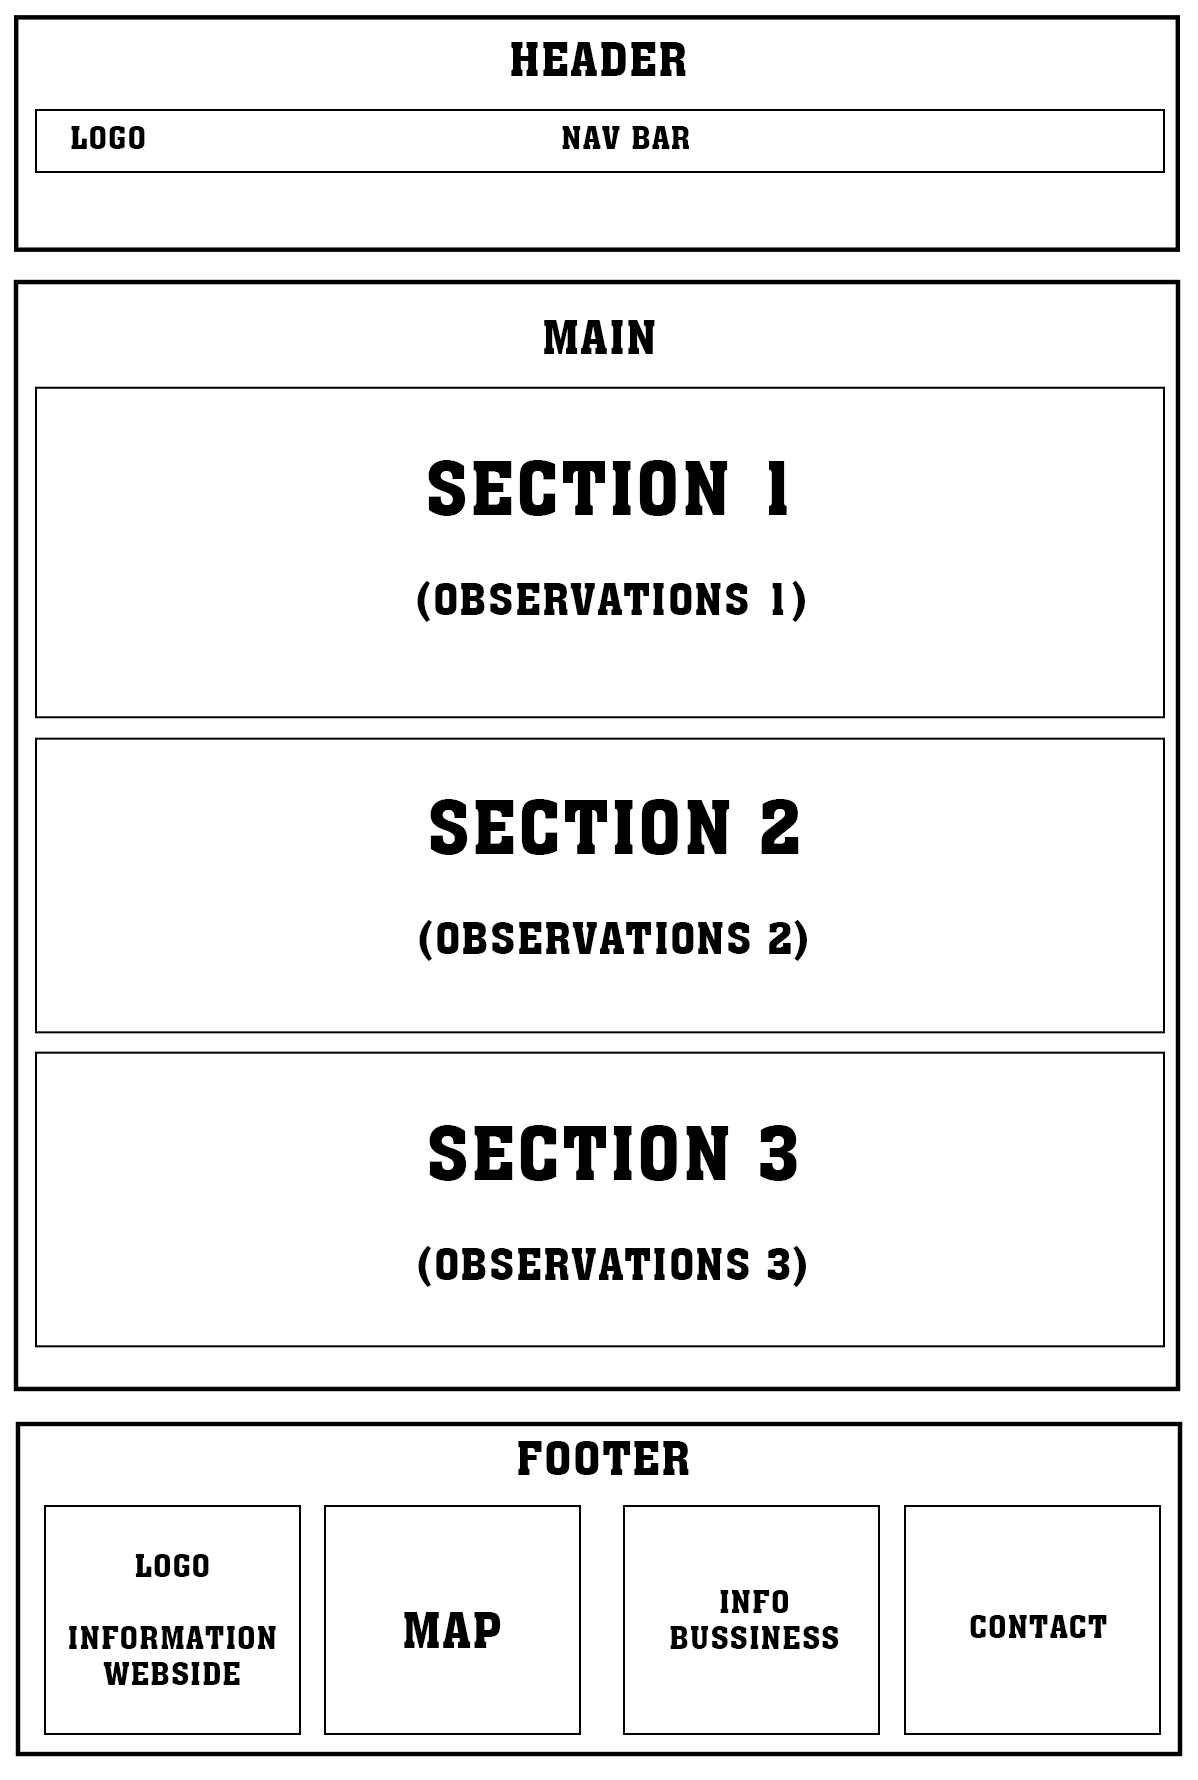 HEADER
LOGO NAV BAR
MAIN
SECTION 1
(OBSERVATIONS 1)
SECTION 2
(OBSERVATIONS 2)
SECTION 3
(OBSERVATIONS 3)
FOOTER
LOGO
INFORMATION
WEBSIDE
MAP
INFO
BUSSINESS
CONTACT